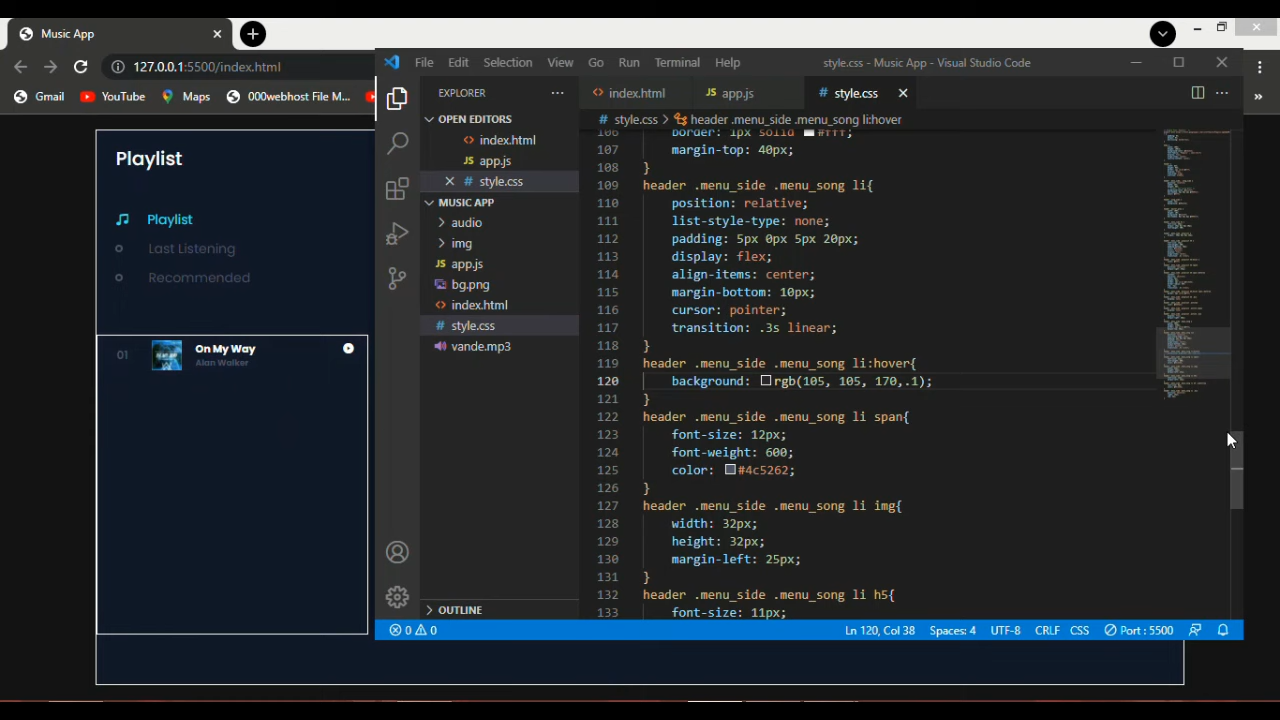 Music App
127.0.0.1:5500/index.html
Gmail
YouTube
Maps
000webhost File M...
»
Playlist
Playlist
Last Listening
Recommended
01
On My Way
Alan Walker
File Edit Selection View Go Run Terminal Help
style.css - Music App - Visual Studio Code
EXPLORER
OPEN EDITORS
index.html
app.js
style.css
MUSIC APP
audio
img
app.js
bg.png
index.html
style.css
vande.mp3
OUTLINE
index.html
app.js
style.css
style.css > header .menu_side .menu_song li:hover
106 border: 1px solid #fff;
107 margin-top: 40px;
108 }
109 header .menu_side .menu_song li{
110 position: relative;
111 list-style-type: none;
112 padding: 5px 0px 5px 20px;
113 display: flex;
114 align-items: center;
115 margin-bottom: 10px;
116 cursor: pointer;
117 transition: .3s linear;
118 }
119 header .menu_side .menu_song li:hover{
120 background: rgb(105, 105, 170,.1);
121 }
122 header .menu_side .menu_song li span{
123 font-size: 12px;
124 font-weight: 600;
125 color: #4c5262;
126 }
127 header .menu_side .menu_song li img{
128 width: 32px;
129 height: 32px;
130 margin-left: 25px;
131 }
132 header .menu_side .menu_song li h5{
133 font-size: 11px;
0 0
Ln 120, Col 38
Spaces: 4
UTF-8
CRLF
CSS
Port : 5500